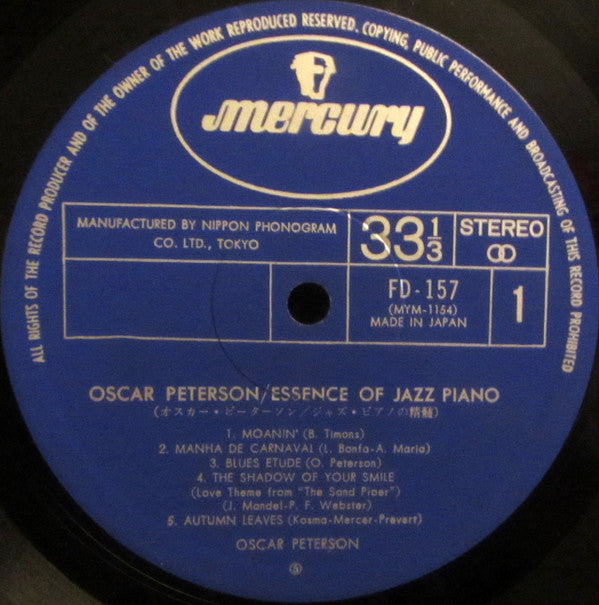 ALL RIGHTS OF THE RECORD PRODUCER AND OF THE OWNER OF THE WORK REPRODUCED RESERVED. COPYING, PUBLIC PERFORMANCE AND BROADCASTING OF THIS RECORD PROHIBITED
mercury
MANUFACTURED BY NIPPON PHONOGRAM
CO. LTD., TOKYO
33 1/3
STEREO
FD-157
(MYM-1154)
MADE IN JAPAN
1
OSCAR PETERSON/ESSENCE OF JAZZ PIANO
(オスカー・ピーターソン/ジャズ・ピアノの精髄)
1. MOANIN' (B. Timons)
2. MANHA DE CARNAVAL (L. Bonfa-A. Maria)
3. BLUES ETUDE (O. Peterson)
4. THE SHADOW OF YOUR SMILE
(Love Theme from "The Sand Piper")
(J. Mandel-P. F. Webster)
5. AUTUMN LEAVES (Kosma-Mercer-Prevert)
OSCAR PETERSON